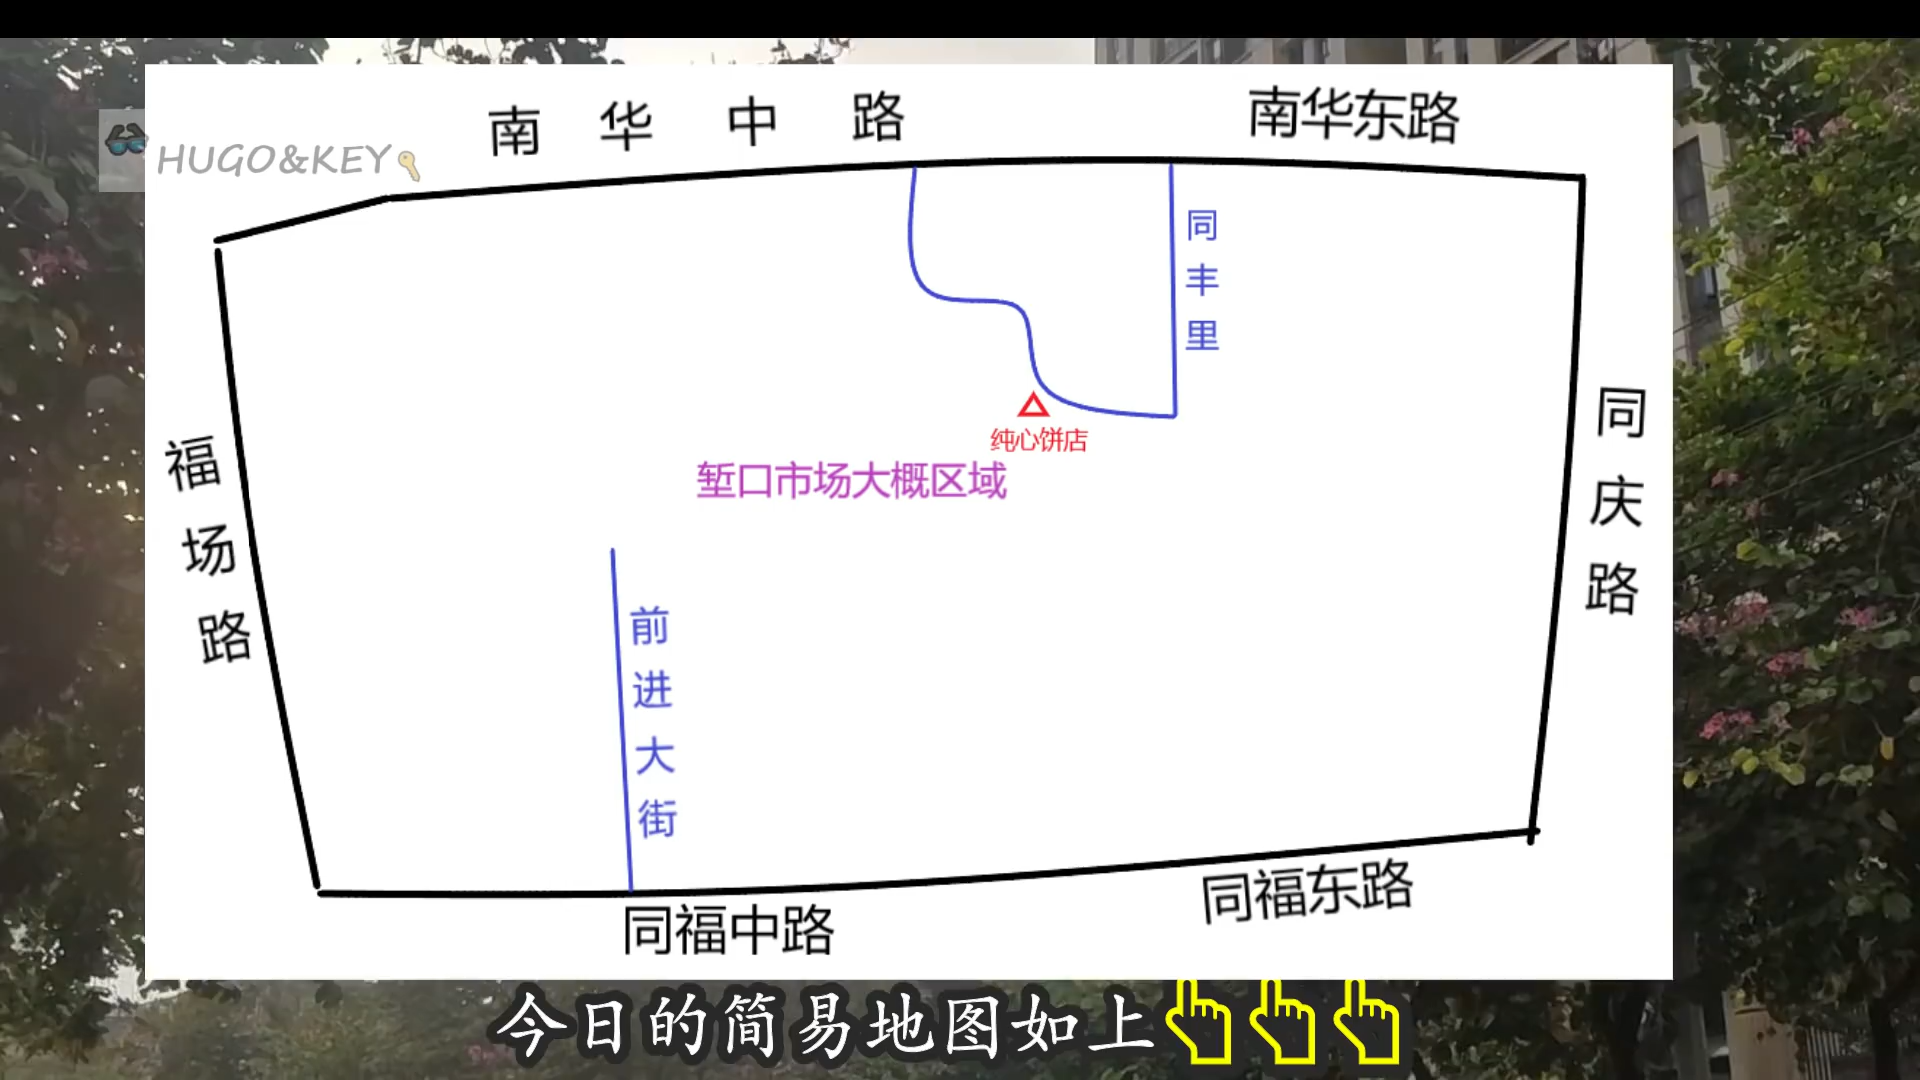 南华中路
南华东路
HUGO&KEY
同丰里
福场路
同庆路
纯心饼店
堑口市场大概区域
前进大街
同福中路
同福东路
今日的简易地图如上